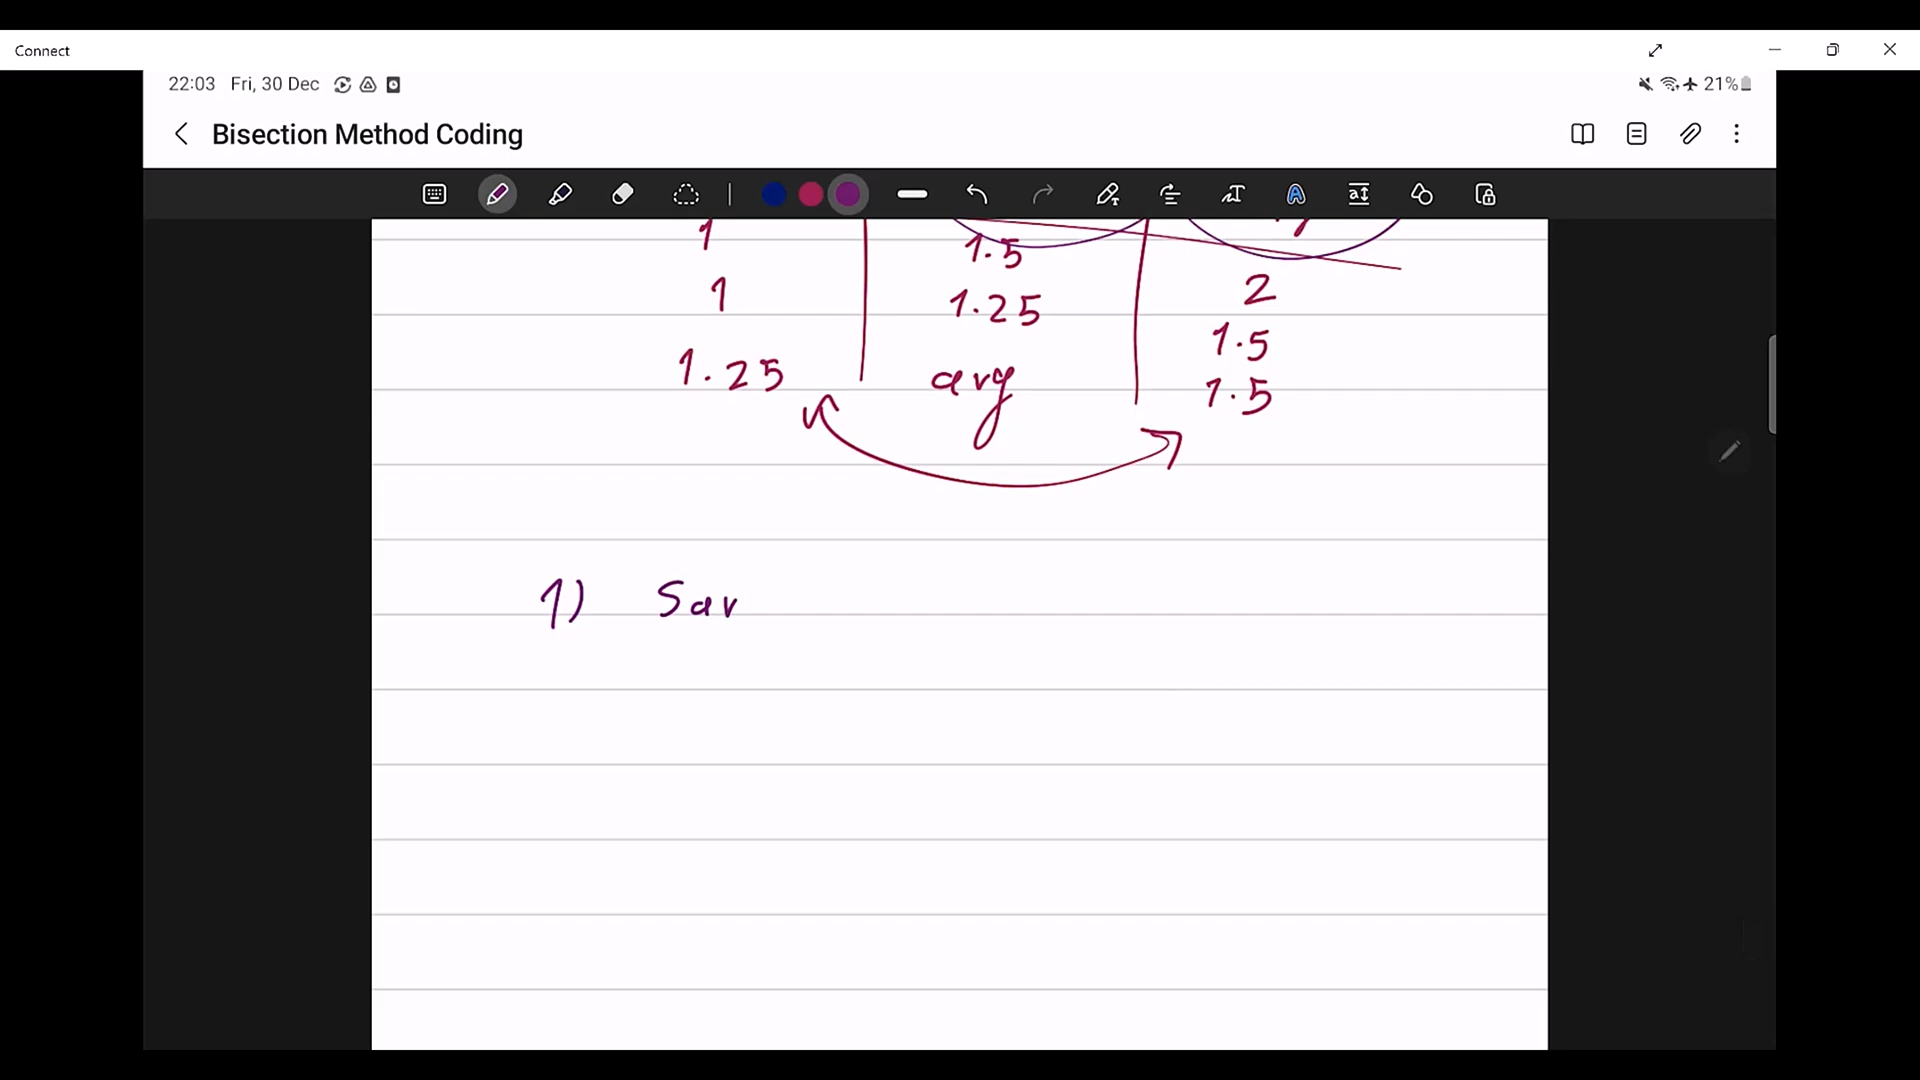 Connect
22:03 Fri, 30 Dec 21%
Bisection Method Coding
1 1.5 2
1 1.25 1.5
1.25 avg 1.5
1) Sav